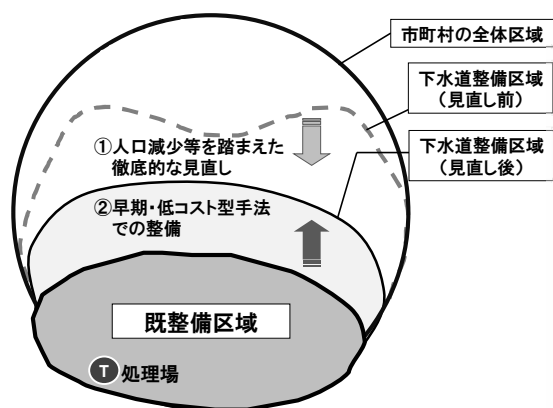 市町村の全体区域
下水道整備区域
（見直し前）
①人口減少等を踏まえた
徹底的な見直し
下水道整備区域
（見直し後）
②早期・低コスト型手法
での整備
既整備区域
T 処理場